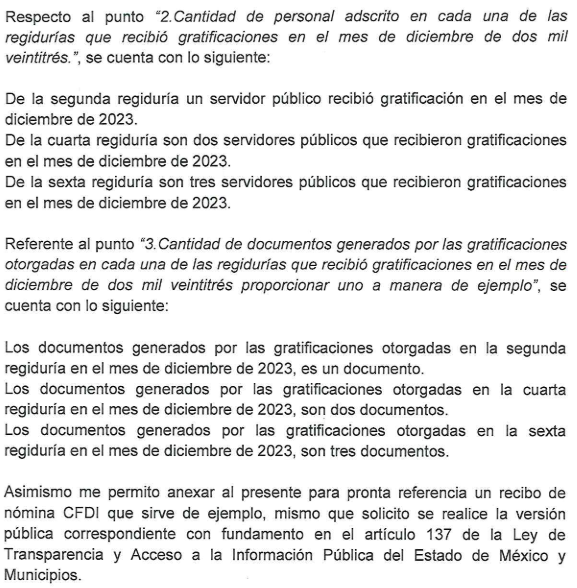 Respecto al punto “2.Cantidad de personal adscrito en cada una de las
regidurías que recibió gratificaciones en el mes de diciembre de dos mil
veintitrés.”, se cuenta con lo siguiente:
De la segunda regiduría un servidor público recibió gratificación en el mes de
diciembre de 2023.
De la cuarta regiduría son dos servidores públicos que recibieron gratificaciones
en el mes de diciembre de 2023.
De la sexta regiduría son tres servidores públicos que recibieron gratificaciones
en el mes de diciembre de 2023.
Referente al punto “3.Cantidad de documentos generados por las gratificaciones
otorgadas en cada una de las regidurías que recibió gratificaciones en el mes de
diciembre de dos mil veintitrés proporcionar uno a manera de ejemplo”, se
cuenta con lo siguiente:
Los documentos generados por las gratificaciones otorgadas en la segunda
regiduría en el mes de diciembre de 2023, es un documento.
Los documentos generados por las gratificaciones otorgadas en la cuarta
regiduría en el mes de diciembre de 2023, son dos documentos.
Los documentos generados por las gratificaciones otorgadas en la sexta
regiduría en el mes de diciembre de 2023, son tres documentos.
Asimismo me permito anexar al presente para pronta referencia un recibo de
nómina CFDI que sirve de ejemplo, mismo que solicito se realice la versión
pública correspondiente con fundamento en el artículo 137 de la Ley de
Transparencia y Acceso a la Información Pública del Estado de México y
Municipios.